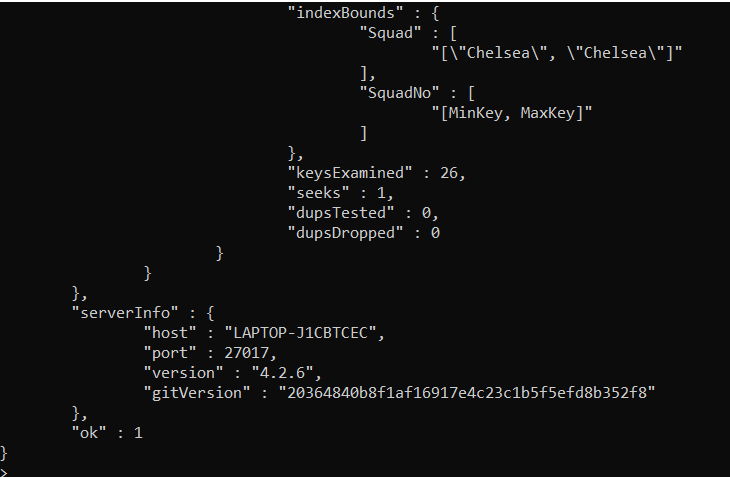 "indexBounds" : {
"Squad" : [
"[\"Chelsea\", \"Chelsea\"]"
],
"SquadNo" : [
"[MinKey, MaxKey]"
]
},
"keysExamined" : 26,
"seeks" : 1,
"dupsTested" : 0,
"dupsDropped" : 0
}
}
},
"serverInfo" : {
"host" : "LAPTOP-J1CBTCEC",
"port" : 27017,
"version" : "4.2.6",
"gitVersion" : "20364840b8f1af16917e4c23c1b5f5efd8b352f8"
},
"ok" : 1
}
>